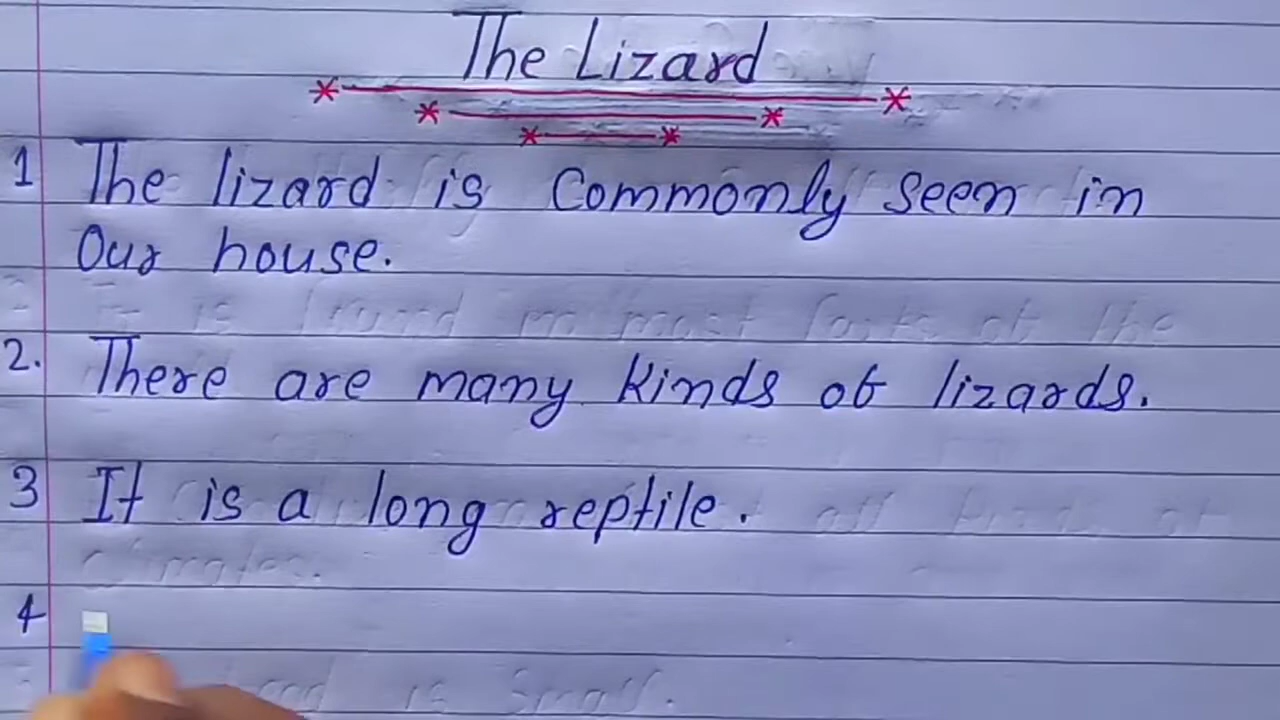 The Lizard
1 The lizard is Commonly Seen in
Our house.
2. There are many kinds of lizards.
3 It is a long reptile.
4